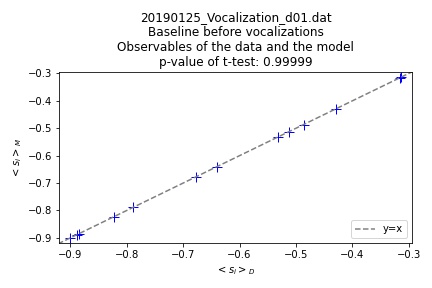 20190125_Vocalization_d01.dat
Baseline before vocalizations
Observables of the data and the model
p-value of t-test: 0.99999
< s_i >_M
−0.3
−0.4
−0.5
−0.6
−0.7
−0.8
−0.9
y=x
−0.9 −0.8 −0.7 −0.6 −0.5 −0.4 −0.3
< s_i >_D